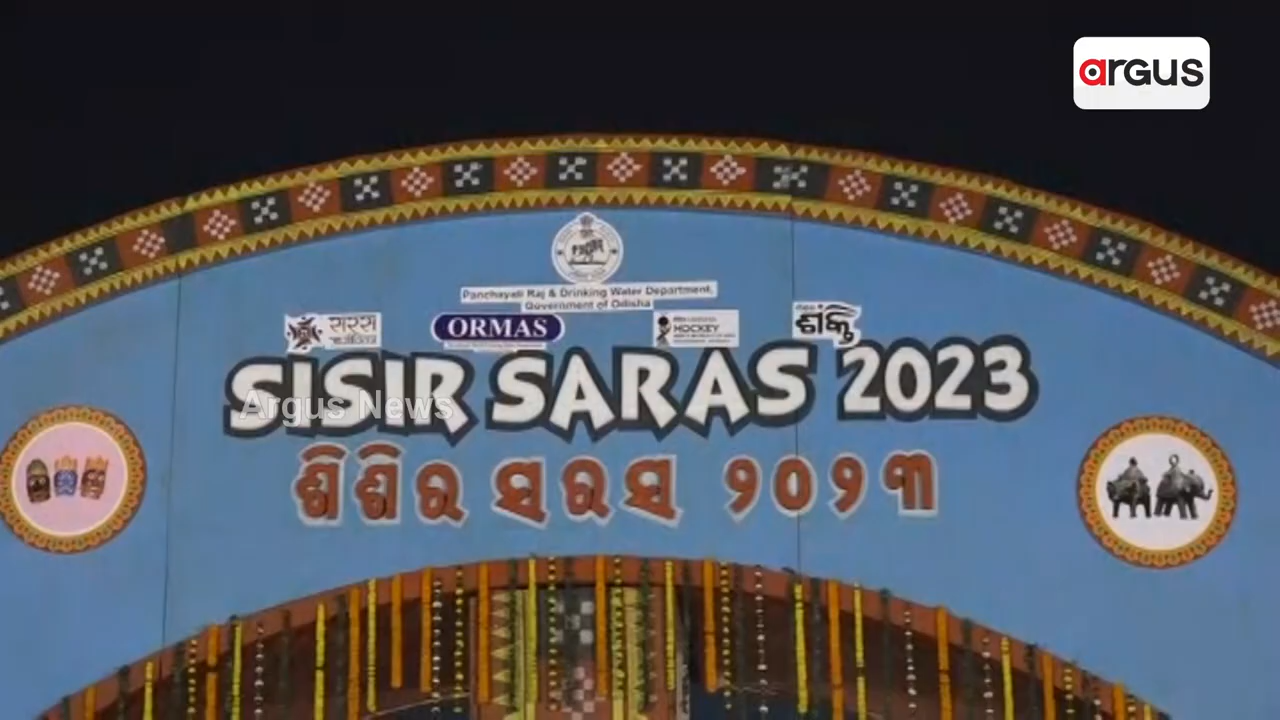 argus
Panchayati Raj & Drinking Water Department,
Government of Odisha
सरस
ORMAS
HOCKEY
ଶକ୍ତି
SISIR SARAS 2023
Argus News
ଶିଶିର ସରସ ୨୦୨୩